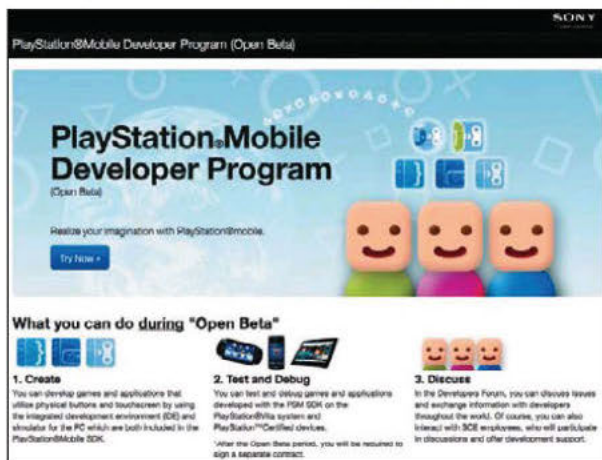 SONY
PlayStation®Mobile Developer Program (Open Beta)
PlayStation®Mobile
Developer Program
(Open Beta)
Realize your imagination with PlayStation®mobile.
Try Now
What you can do during "Open Beta"
1. Create
You can develop games and applications that
utilize physical buttons and touchscreen by using
the integrated development environment (IDE) and
simulator for the PC which are both included in the
PlayStation®Mobile SDK.
2. Test and Debug
You can test and debug games and applications
developed with the PSM SDK on the
PlayStation®Vita system and
PlayStation™Certified devices.
*After the Open Beta period, you will be required to
sign a separate contract.
3. Discuss
In the Developers Forum, you can discuss issues
and exchange information with developers
throughout the world. Of course, you can also
interact with SCE employees, who will participate
in discussions and offer development support.